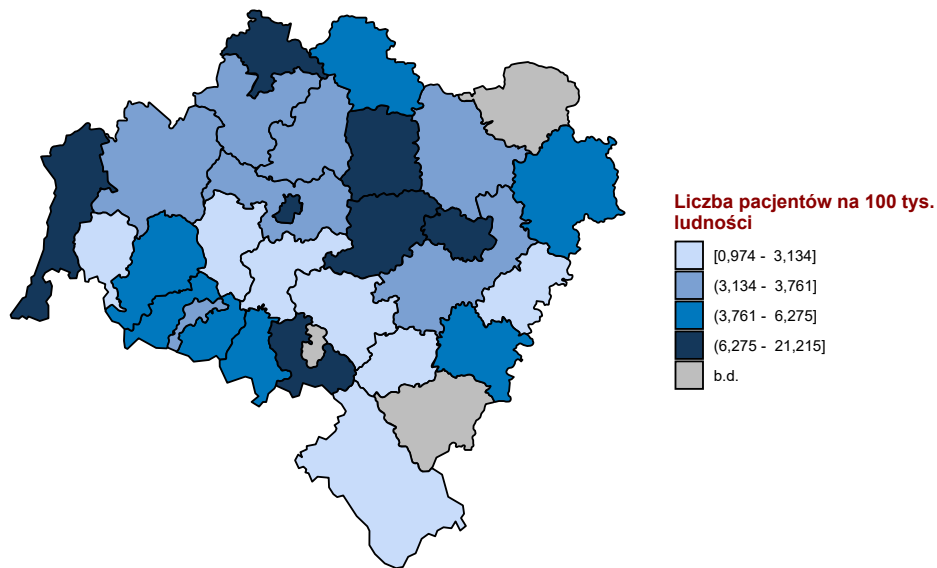 Liczba pacjentów na 100 tys.
ludności
[0,974 - 3,134]
(3,134 - 3,761]
(3,761 - 6,275]
(6,275 - 21,215]
b.d.